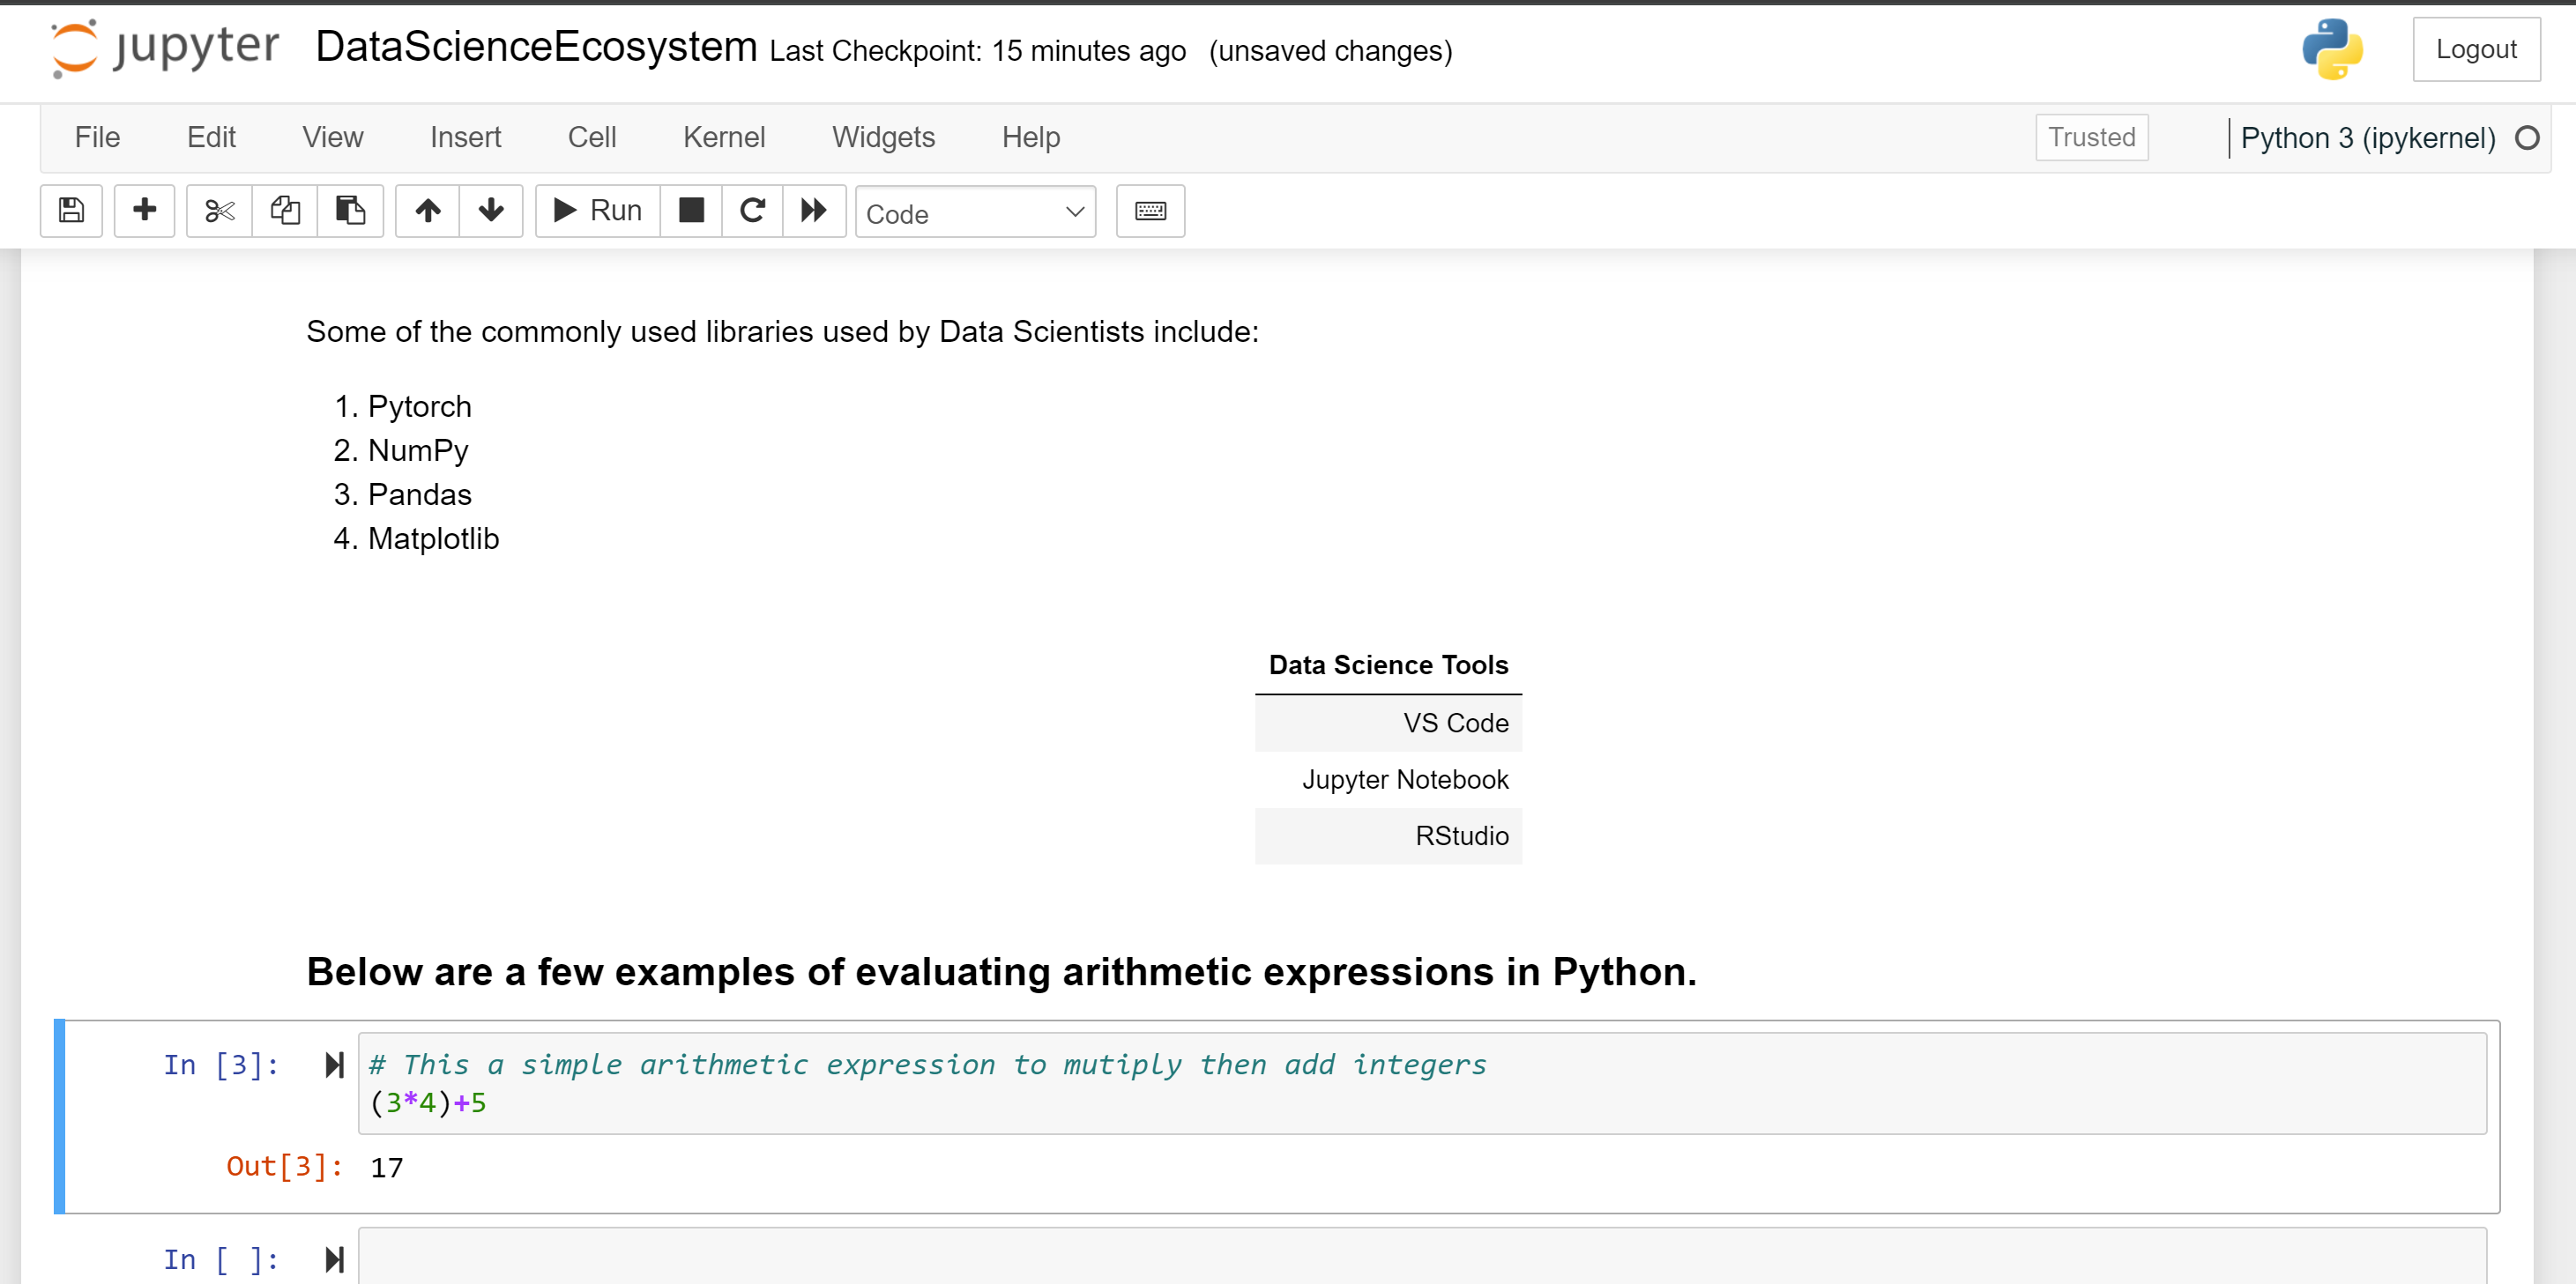 jupyter DataScienceEcosystem Last Checkpoint: 15 minutes ago (unsaved changes) Logout
File Edit View Insert Cell Kernel Widgets Help Trusted Python 3 (ipykernel)
Run Code
Some of the commonly used libraries used by Data Scientists include:
1. Pytorch
2. NumPy
3. Pandas
4. Matplotlib
Data Science Tools
VS Code
Jupyter Notebook
RStudio
Below are a few examples of evaluating arithmetic expressions in Python.
In [3]: # This a simple arithmetic expression to mutiply then add integers
(3*4)+5
Out[3]: 17
In [ ]: